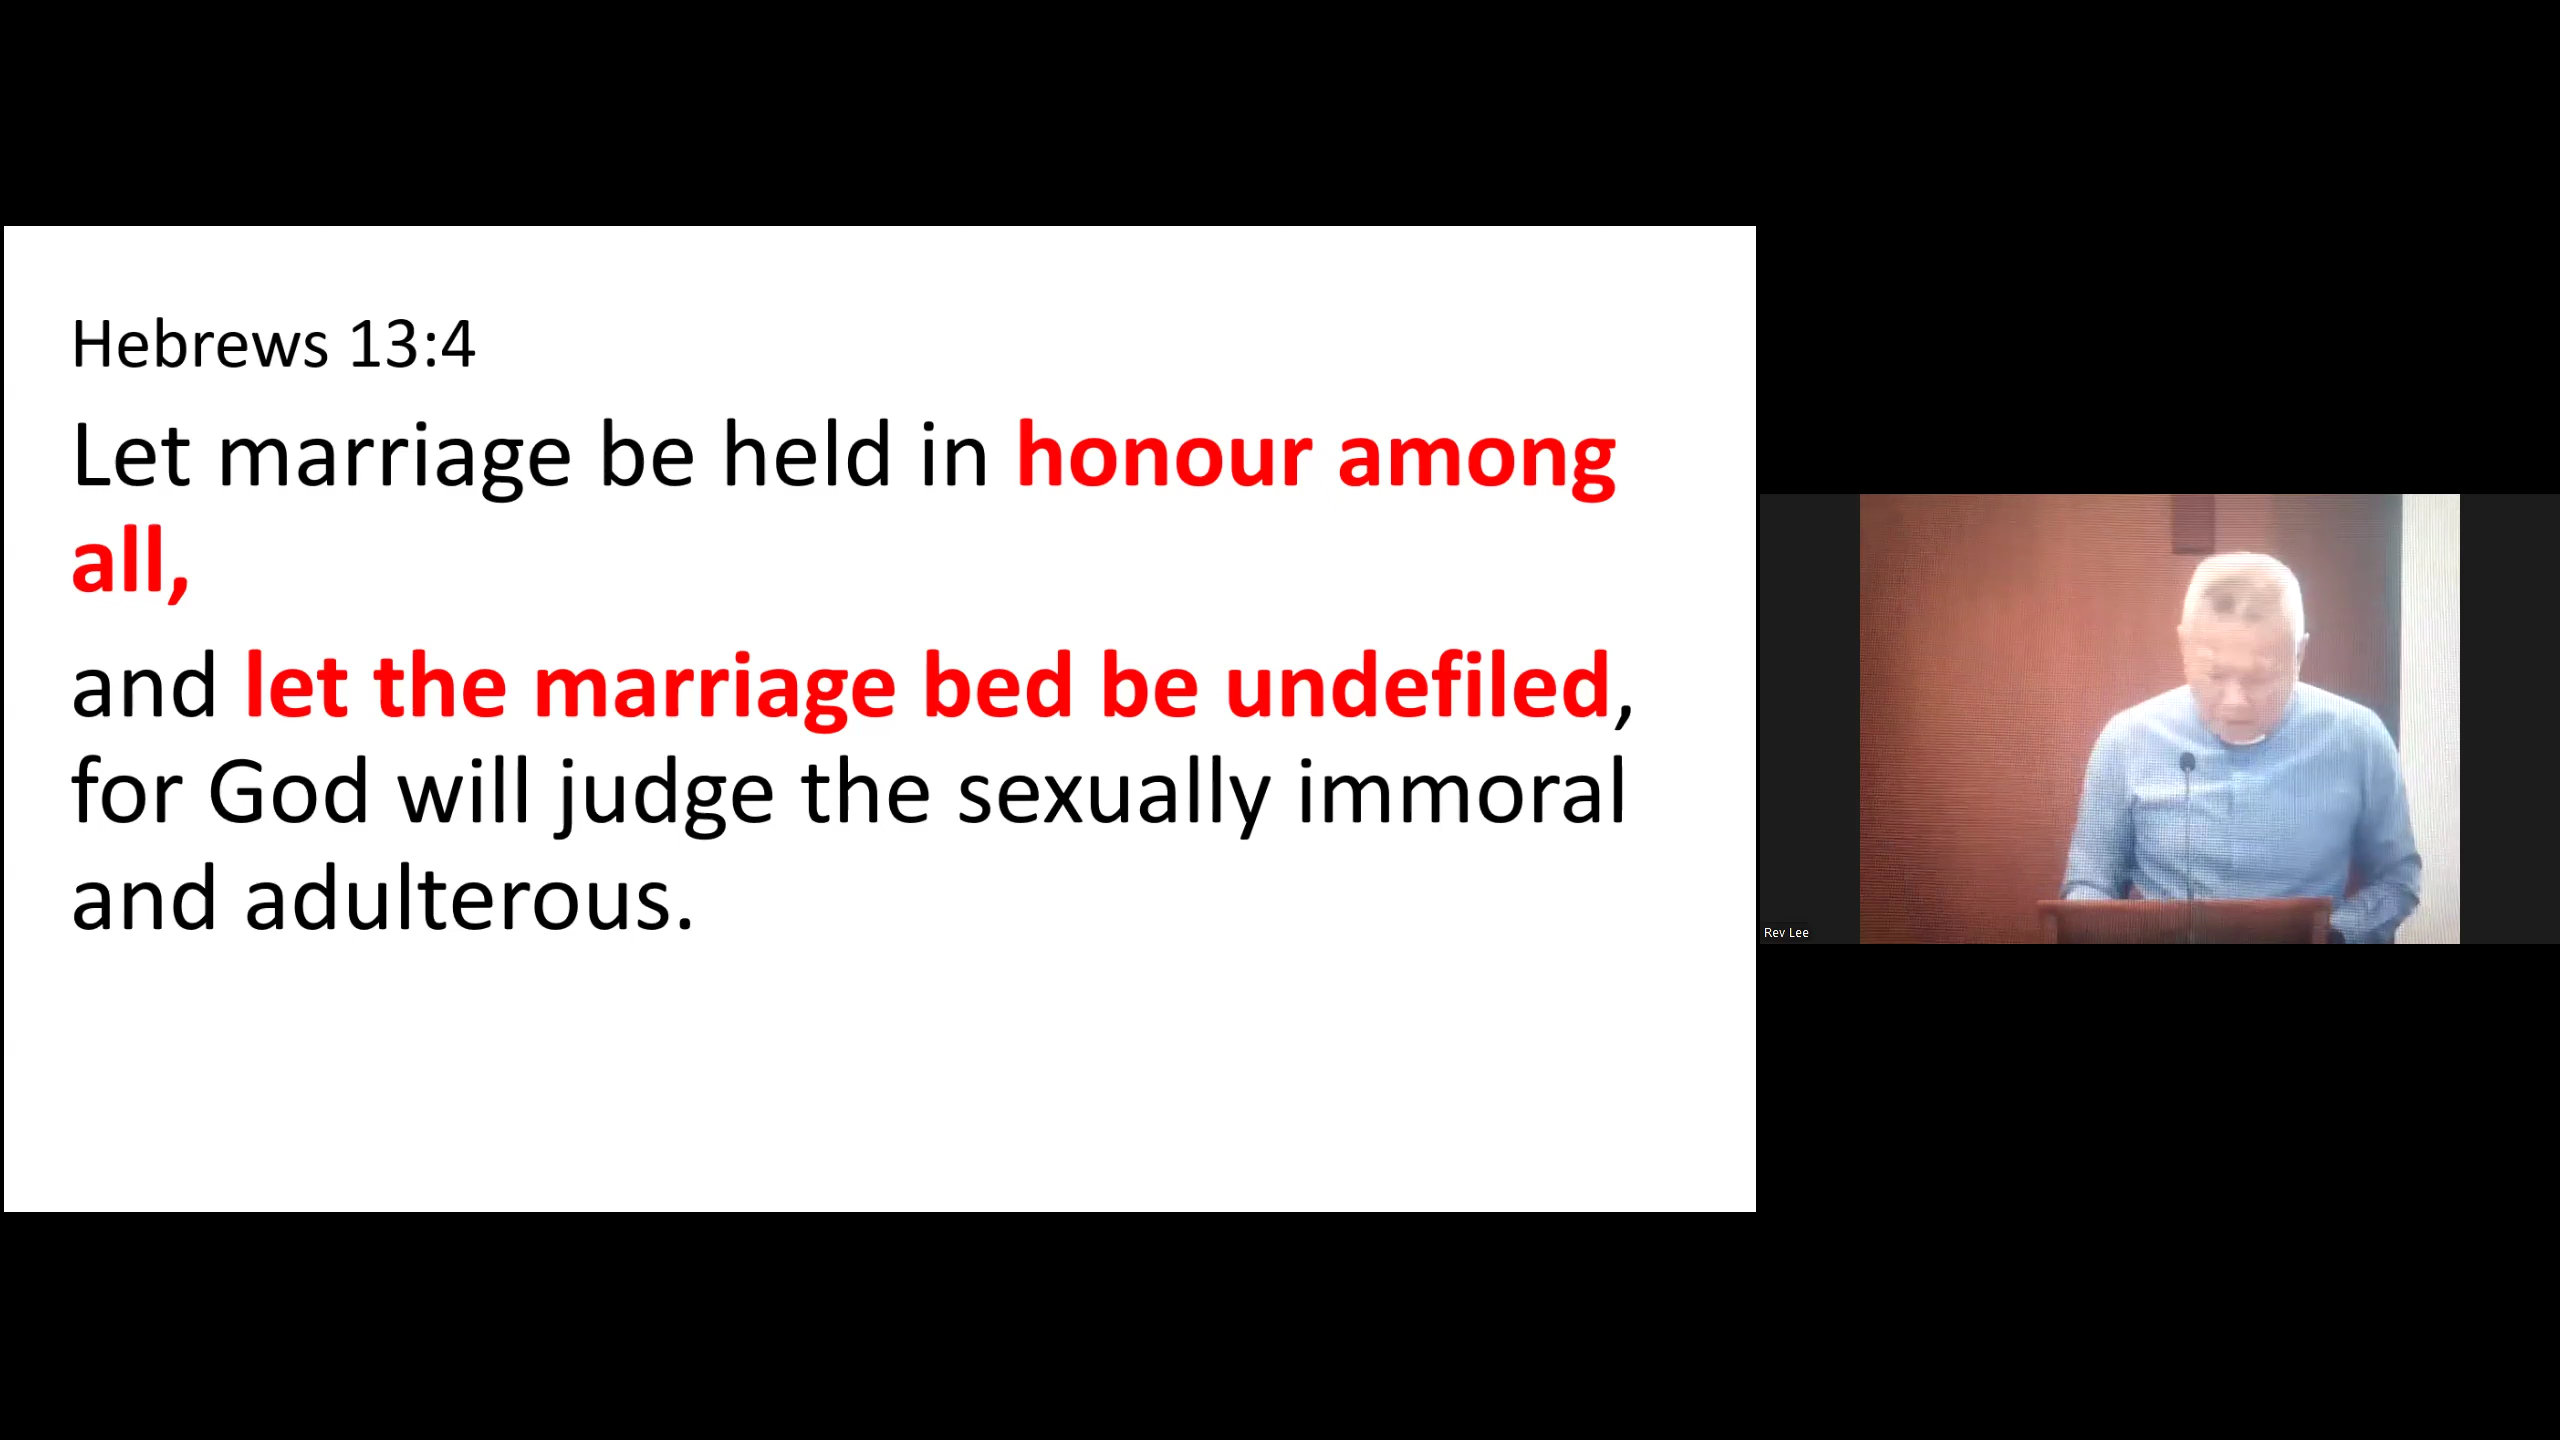 Hebrews 13:4
Let marriage be held in honour among
all,
and let the marriage bed be undefiled,
for God will judge the sexually immoral
and adulterous.
Rev Lee